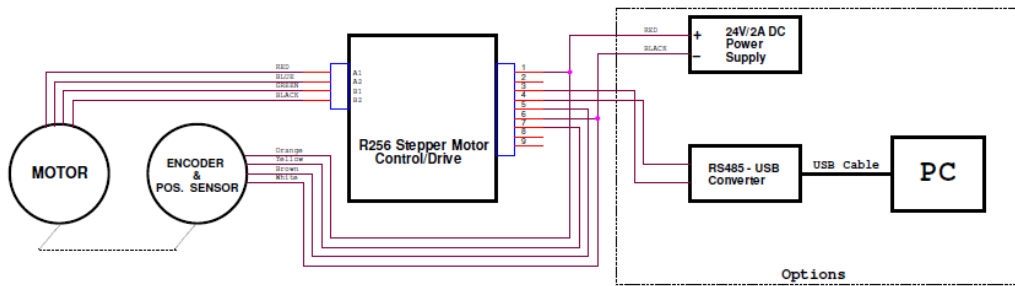 RED
BLUE
GREEN
BLACK
A1
A2
B1
B2
R256 Stepper Motor
Control/Drive
1
2
3
4
5
6
7
8
9
MOTOR
ENCODER
&
POS. SENSOR
Orange
Yellow
Brown
White
RED
BLACK
+
−
24V/2A DC
Power
Supply
RS485 - USB
Converter
USB Cable
PC
Options